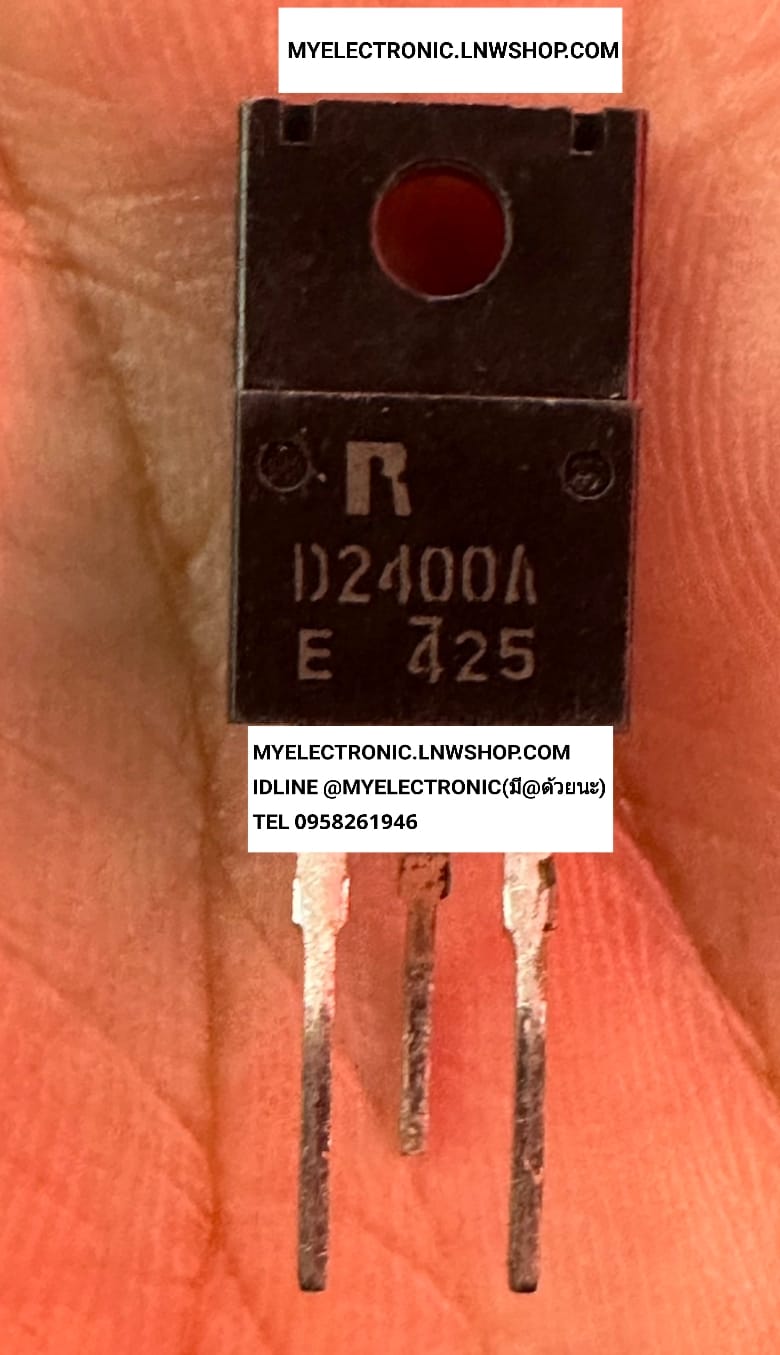 MYELECTRONIC.LNWSHOP.COM
R
D2400A
E 425
MYELECTRONIC.LNWSHOP.COM
IDLINE @MYELECTRONIC(มี@ด้วยนะ)
TEL 0958261946